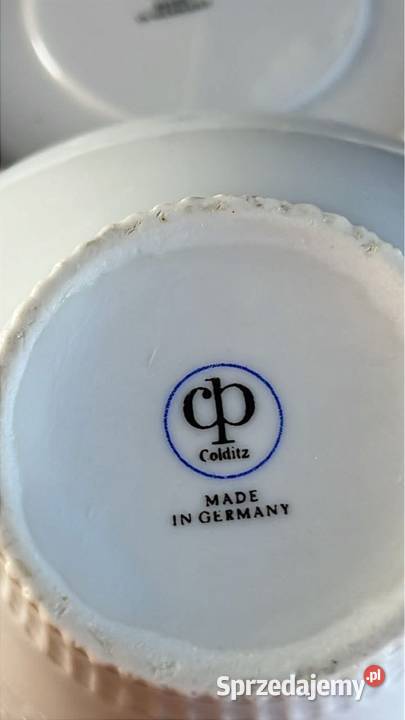 cp
Colditz
MADE
IN GERMANY
Sprzedajemy.pl